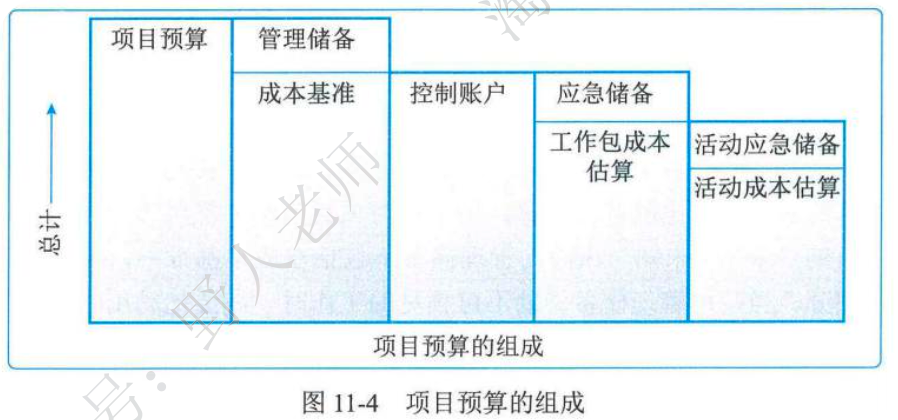 项目预算
管理储备
成本基准
控制账户
应急储备
工作包成本
估算
活动应急储备
活动成本估算
总计
项目预算的组成
图 11-4 项目预算的组成
号:野人老师
淘